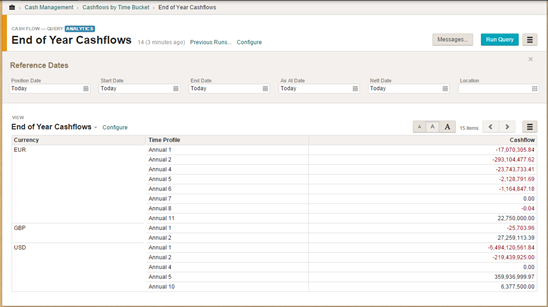 Cash Management › Cashflows by Time Bucket › End of Year Cashflows
CASH FLOW — QUERY ANALYTICS
End of Year Cashflows 14 (3 minutes ago) Previous Runs... Configure Messages... Run Query
Reference Dates
Position Date Start Date End Date As At Date Nett Date Location
Today Today Today Today Today
VIEW
End of Year Cashflows Configure A A A 15 items
Currency Time Profile Cashflow
EUR Annual 1 -17,070,305.84
Annual 2 -293,104,477.62
Annual 4 -23,743,733.41
Annual 5 -2,128,791.69
Annual 6 -1,164,847.18
Annual 7 0.00
Annual 8 -0.04
Annual 11 22,750,000.00
GBP Annual 1 -25,703.96
Annual 2 27,259,113.39
USD Annual 1 -5,494,120,561.84
Annual 2 -219,439,925.00
Annual 4 0.00
Annual 5 359,936,999.97
Annual 10 6,377,500.00